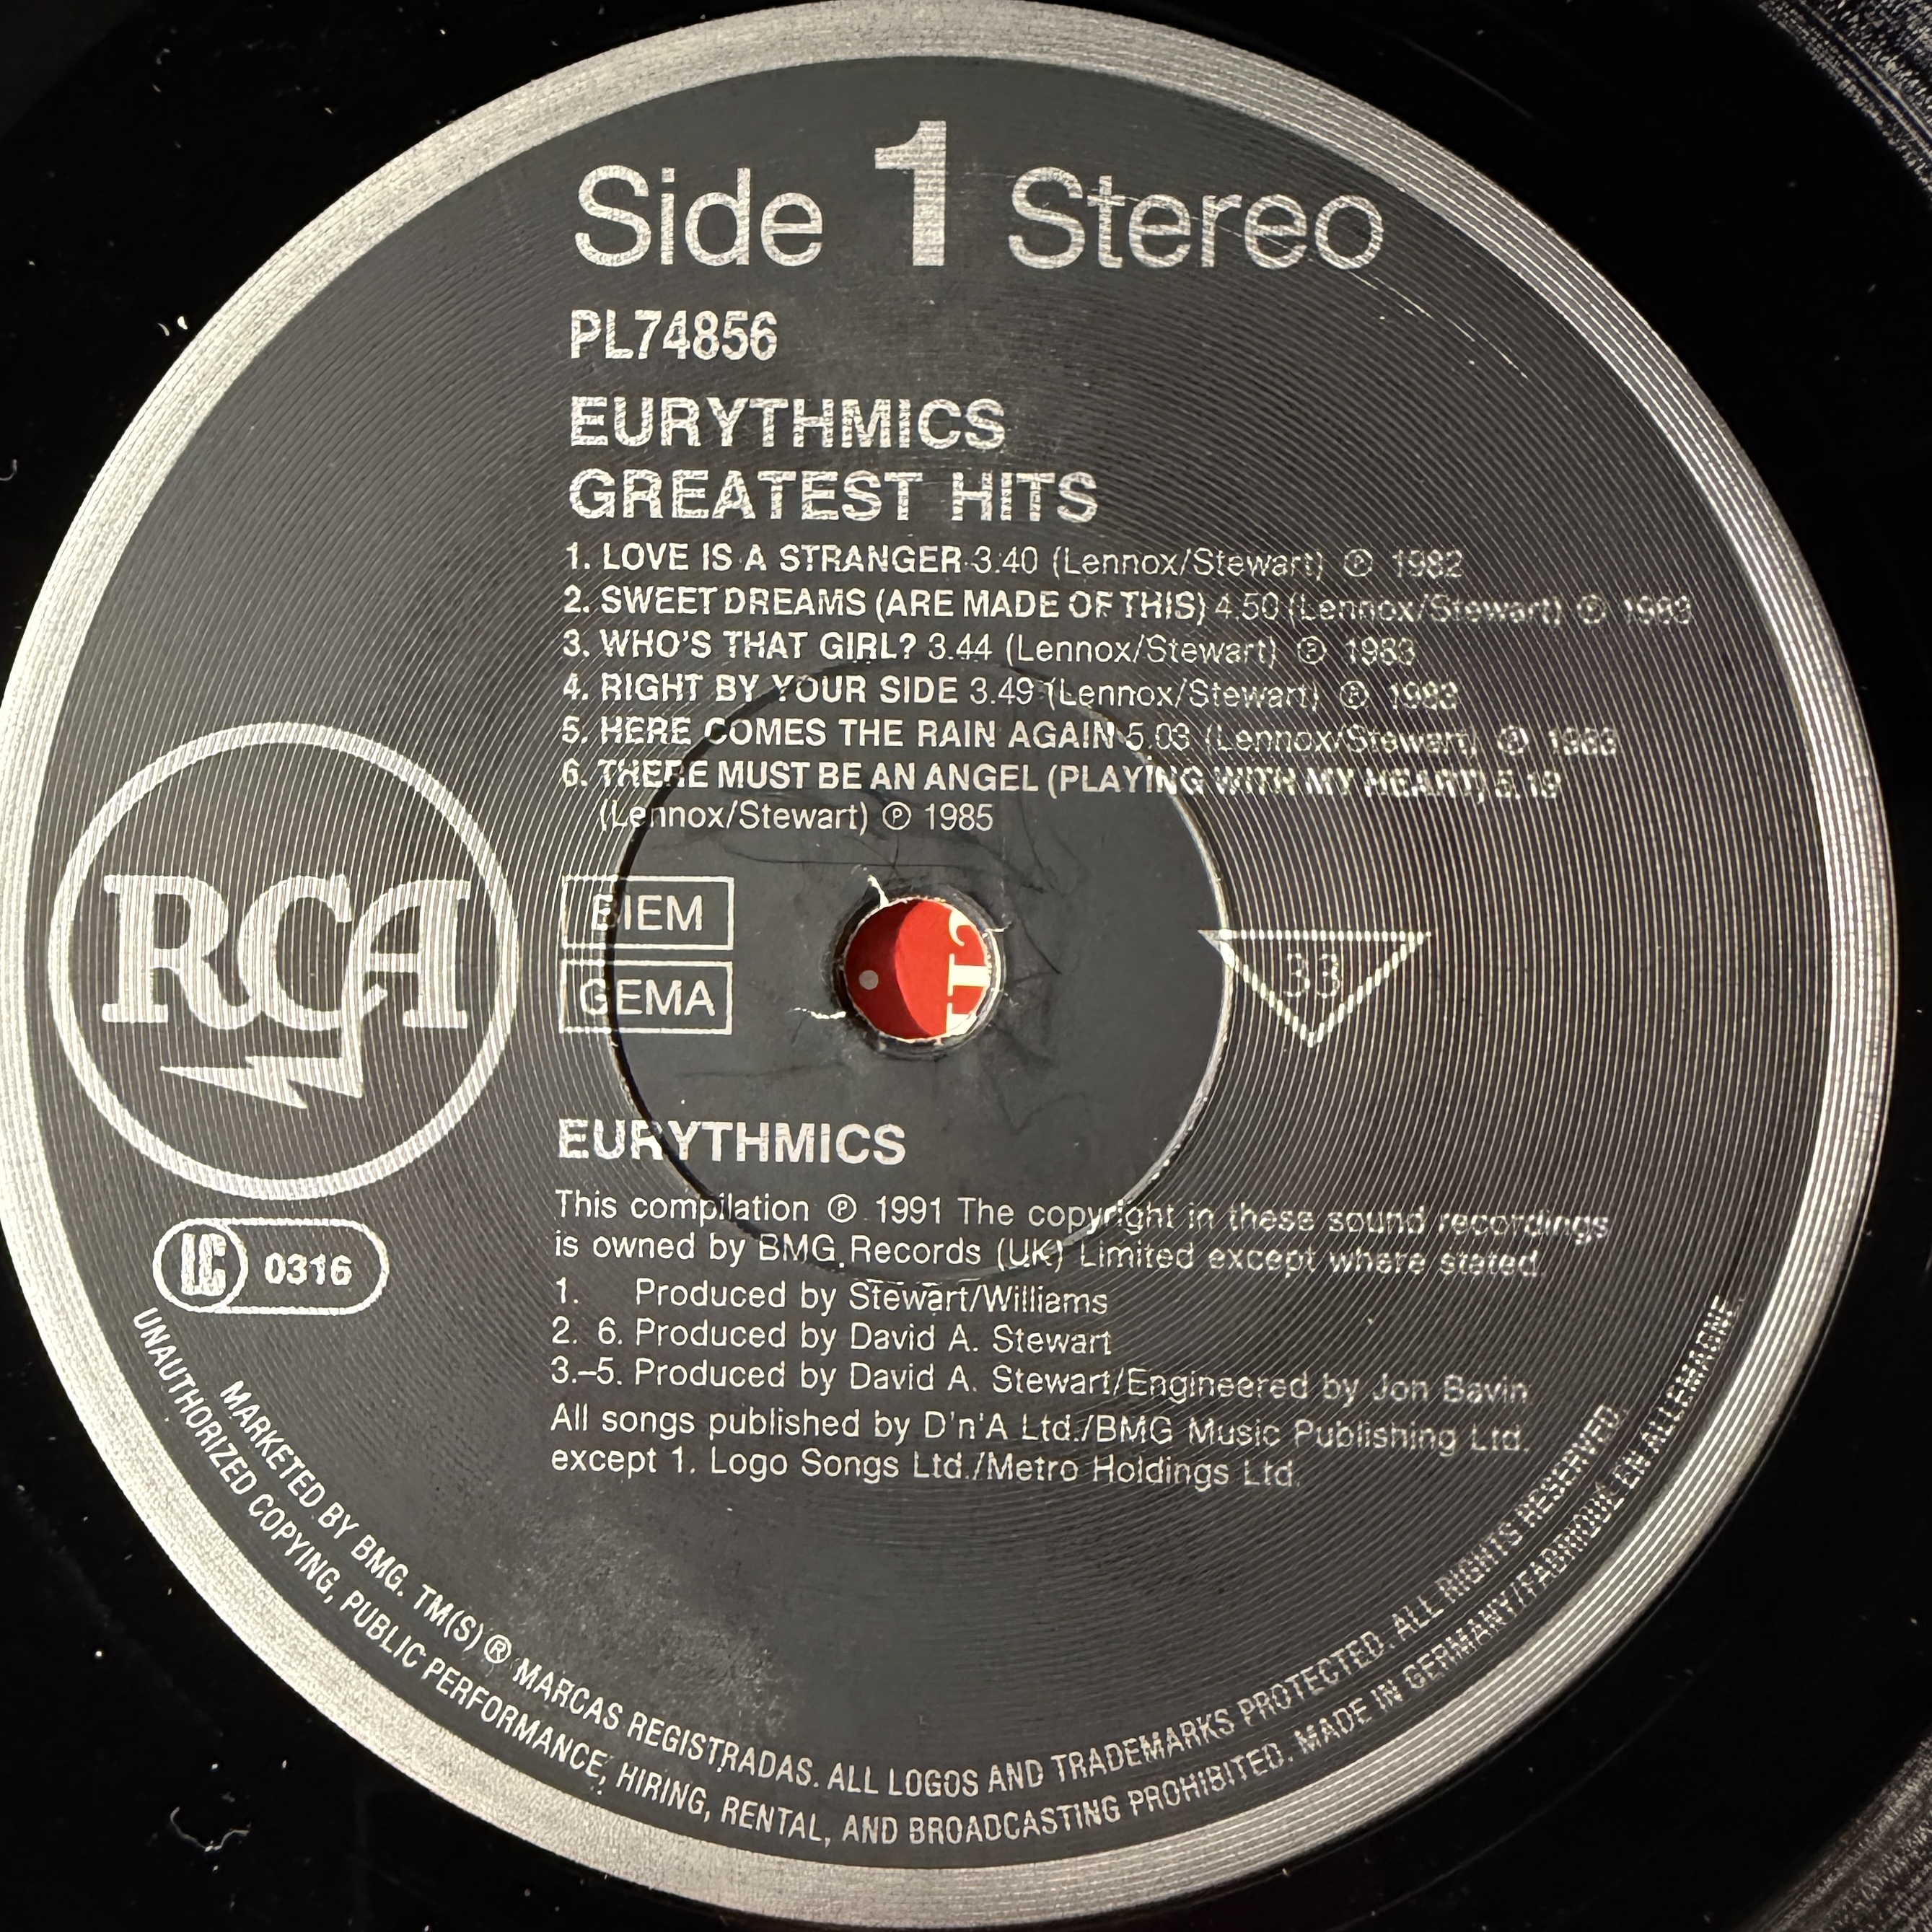 Side 1 Stereo
PL74856
EURYTHMICS
GREATEST HITS
1. LOVE IS A STRANGER 3.40 (Lennox/Stewart) ℗ 1982
2. SWEET DREAMS (ARE MADE OF THIS) 4.50 (Lennox/Stewart) ℗ 1983
3. WHO'S THAT GIRL? 3.44 (Lennox/Stewart) ℗ 1983
4. RIGHT BY YOUR SIDE 3.49 (Lennox/Stewart) ℗ 1983
5. HERE COMES THE RAIN AGAIN 5.03 (Lennox/Stewart) ℗ 1983
6. THERE MUST BE AN ANGEL (PLAYING WITH MY HEART) 5.19
(Lennox/Stewart) ℗ 1985
RCA
BIEM
GEMA
33
EURYTHMICS
This compilation ℗ 1991 The copyright in these sound recordings
is owned by BMG Records (UK) Limited except where stated.
LC 0316
1. Produced by Stewart/Williams
2. 6. Produced by David A. Stewart
3.–5. Produced by David A. Stewart/Engineered by Jon Bavin
All songs published by D'n'A Ltd./BMG Music Publishing Ltd.
except 1. Logo Songs Ltd./Metro Holdings Ltd.
MARKETED BY BMG. TM(S) ® MARCAS REGISTRADAS. ALL LOGOS AND TRADEMARKS PROTECTED. ALL RIGHTS RESERVED.
UNAUTHORIZED COPYING, PUBLIC PERFORMANCE, HIRING, RENTAL, AND BROADCASTING PROHIBITED. MADE IN GERMANY/FABRIQUE EN ALLEMAGNE.